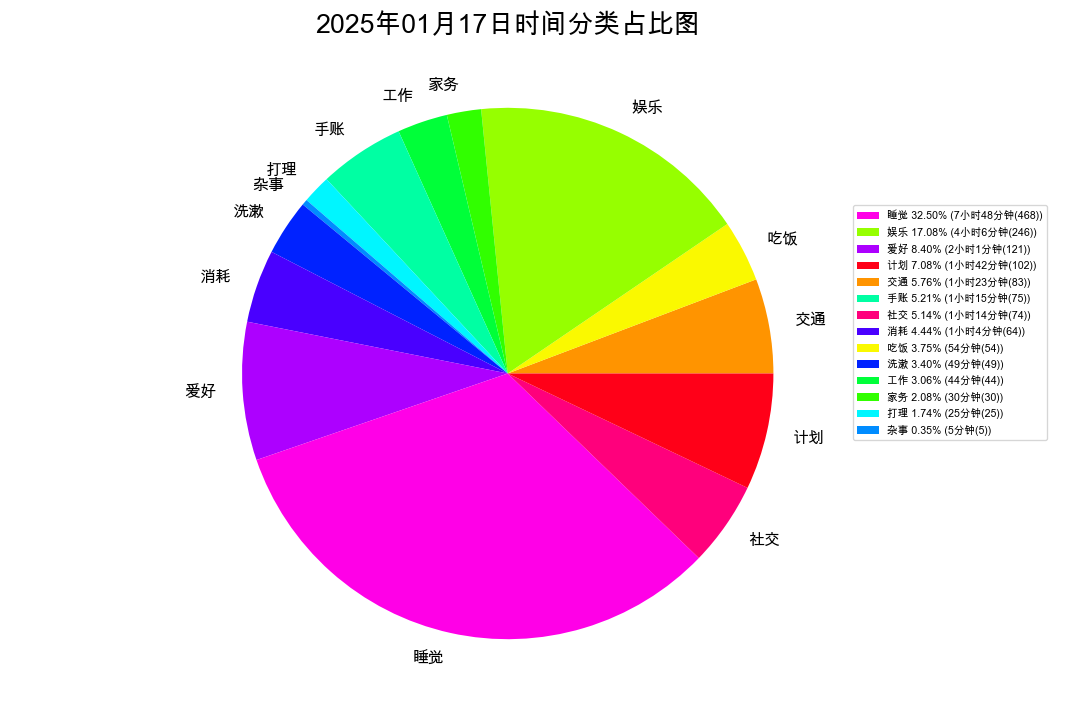 2025年01月17日时间分类占比图
家务
工作
娱乐
手账
打理
杂事
洗漱
吃饭
消耗
交通
爱好
计划
社交
睡觉
睡觉 32.50% (7小时48分钟(468))
娱乐 17.08% (4小时6分钟(246))
爱好 8.40% (2小时1分钟(121))
计划 7.08% (1小时42分钟(102))
交通 5.76% (1小时23分钟(83))
手账 5.21% (1小时15分钟(75))
社交 5.14% (1小时14分钟(74))
消耗 4.44% (1小时4分钟(64))
吃饭 3.75% (54分钟(54))
洗漱 3.40% (49分钟(49))
工作 3.06% (44分钟(44))
家务 2.08% (30分钟(30))
打理 1.74% (25分钟(25))
杂事 0.35% (5分钟(5))